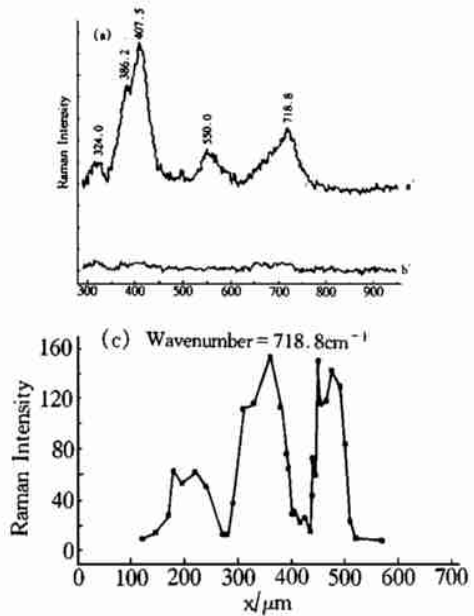 (a)
324.0
386.2
407.5
550.0
718.8
Raman Intensity
a'
b'
300 400 500 600 700 800 900
(c) Wavenumber = 718.8cm⁻¹
Raman Intensity
160
120
80
40
0
0 100 200 300 400 500 600 700
x/μm